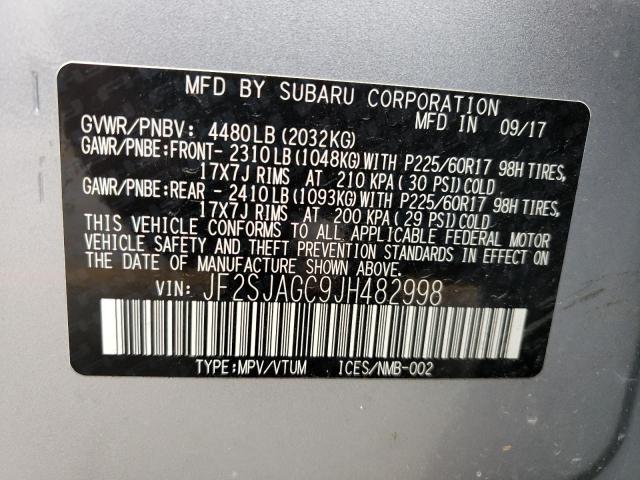 MFD BY SUBARU CORPORATION
MFD IN 09/17
GVWR/PNBV: 4480LB(2032KG)
GAWR/PNBE:FRONT- 2310LB(1048KG)WITH P225/60R17 98H TIRES,
17X7J RIMS AT 210 KPA( 30 PSI)COLD
GAWR/PNBE:REAR - 2410LB(1093KG)WITH P225/60R17 98H TIRES,
17X7J RIMS AT 200 KPA( 29 PSI)COLD
THIS VEHICLE CONFORMS TO ALL APPLICABLE FEDERAL MOTOR
VEHICLE SAFETY AND THEFT PREVENTION STANDARDS IN EFFECT ON
THE DATE OF MANUFACTURE SHOWN ABOVE.
VIN: JF2SJAGC9JH482998
TYPE:MPV/VTUM ICES/NMB-002